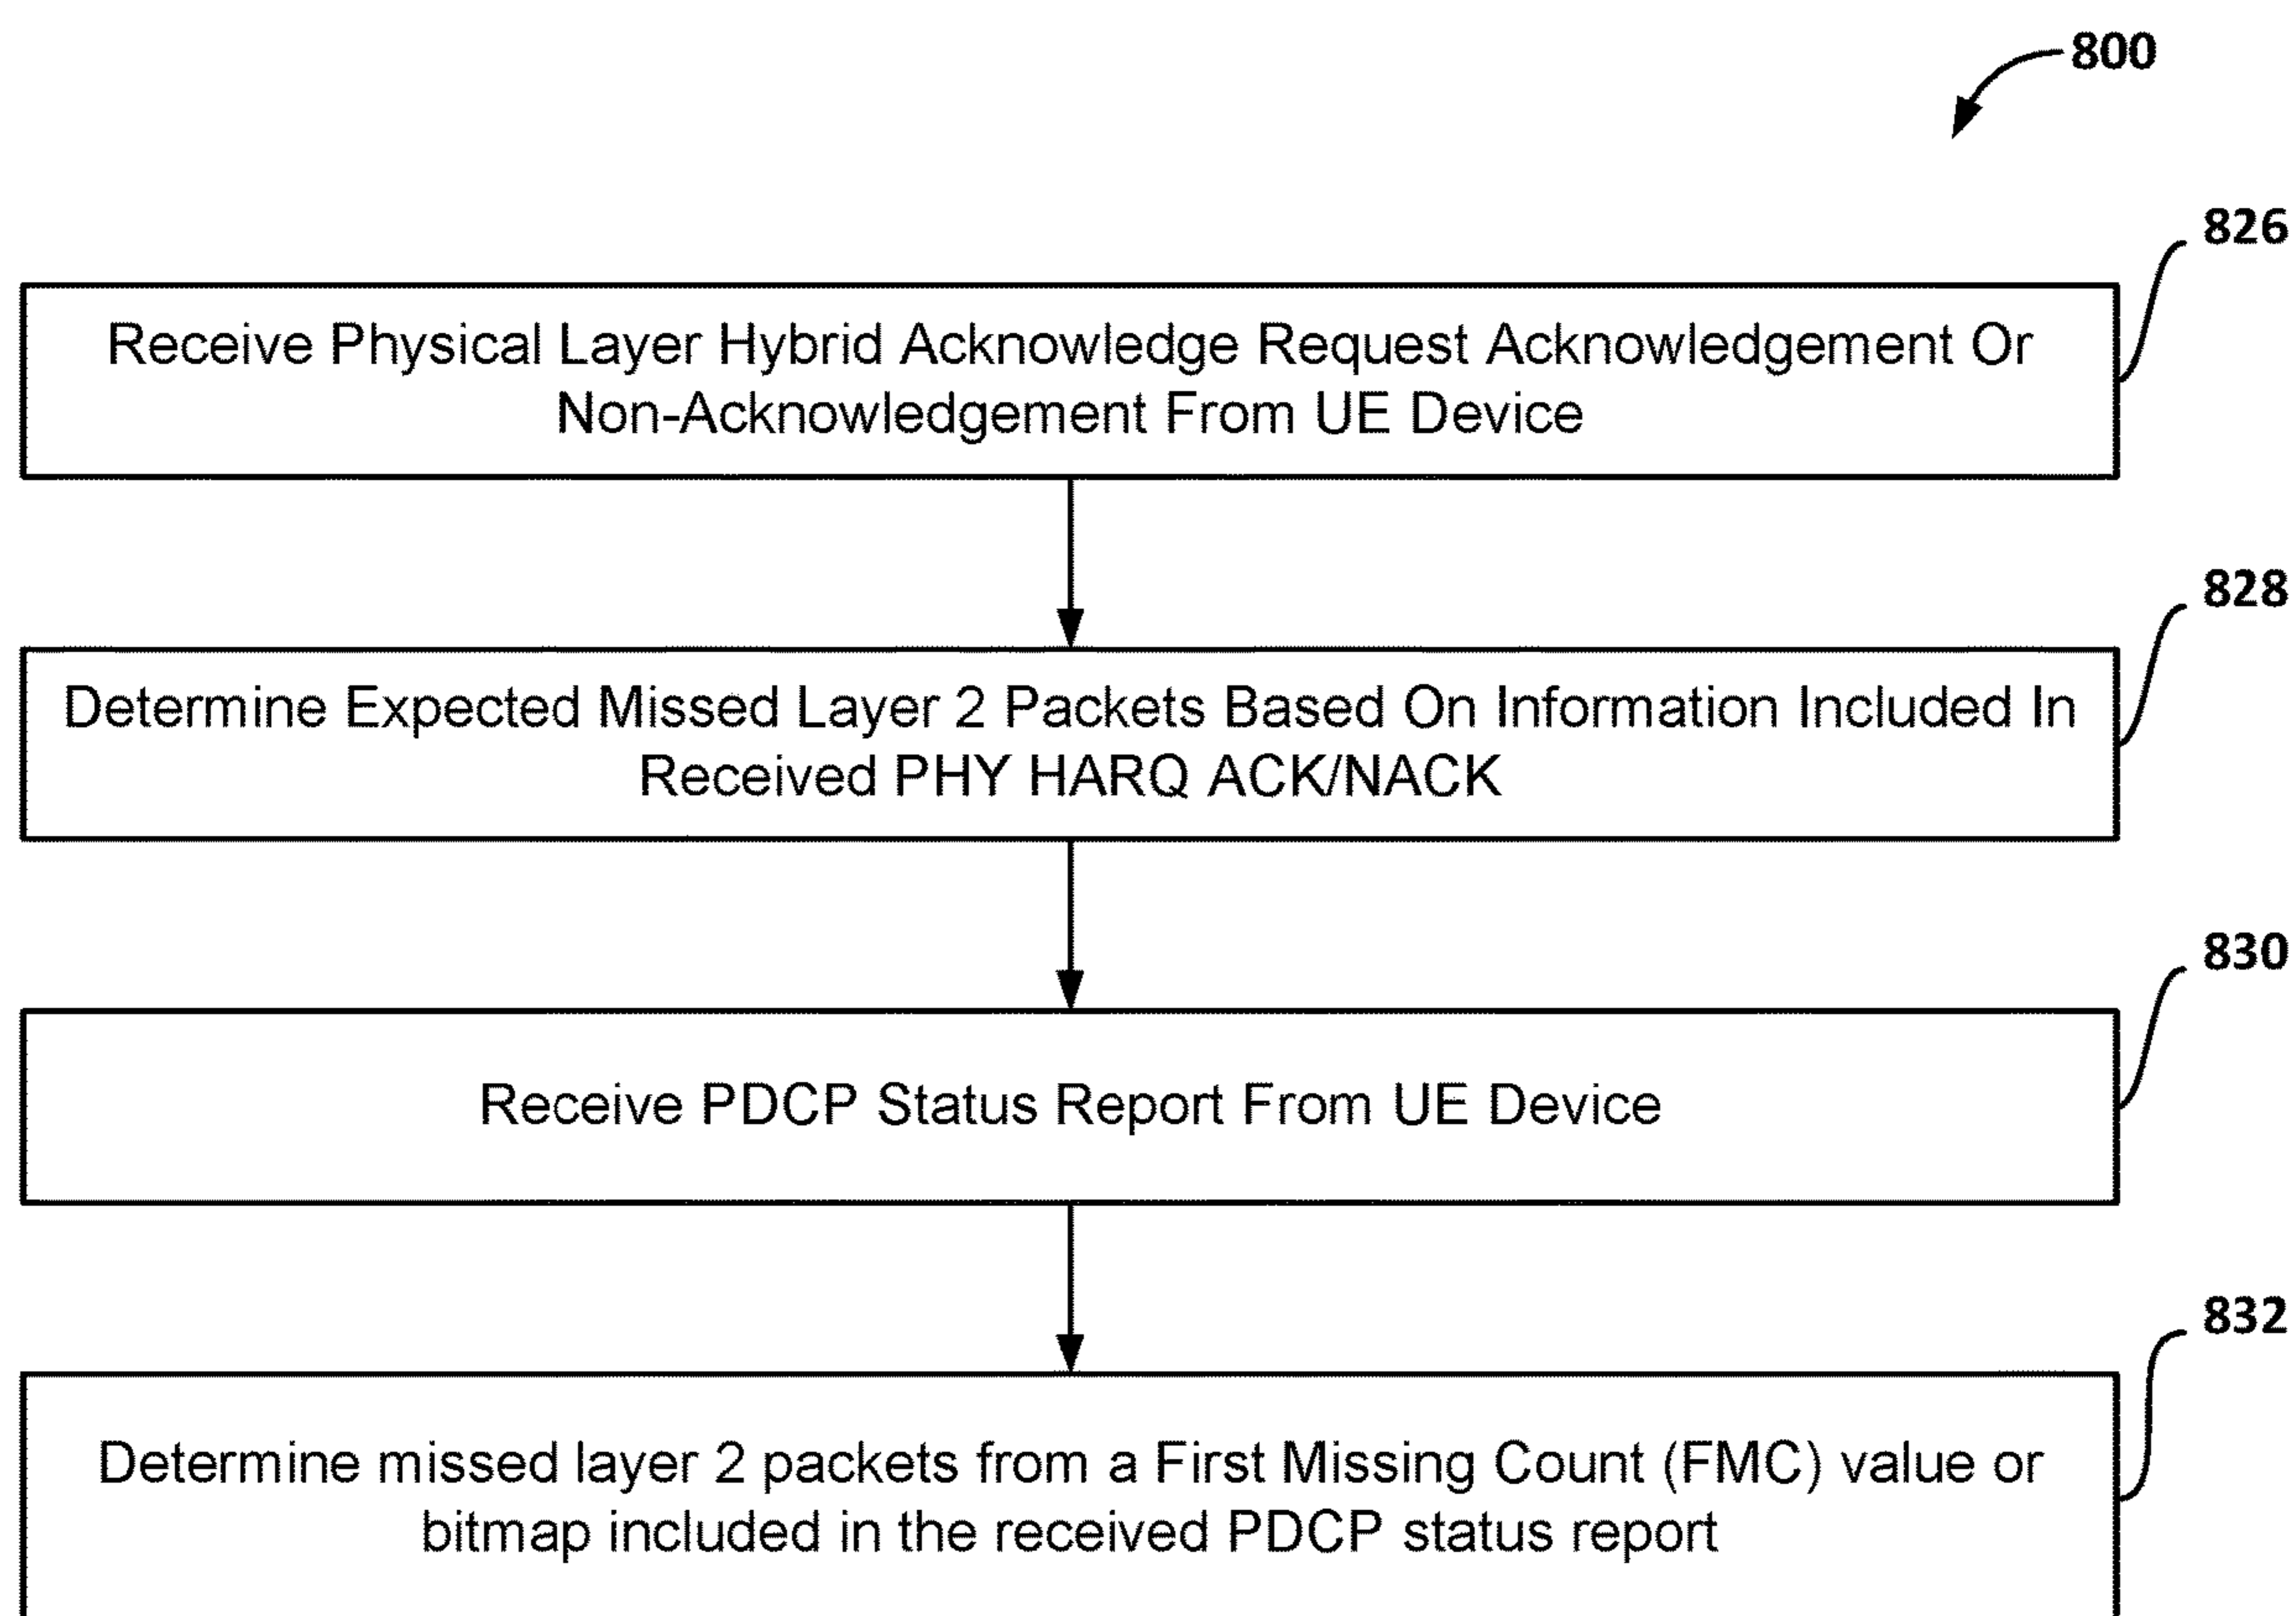 800
826
Receive Physical Layer Hybrid Acknowledge Request Acknowledgement Or
Non-Acknowledgement From UE Device
828
Determine Expected Missed Layer 2 Packets Based On Information Included In
Received PHY HARQ ACK/NACK
830
Receive PDCP Status Report From UE Device
832
Determine missed layer 2 packets from a First Missing Count (FMC) value or
bitmap included in the received PDCP status report